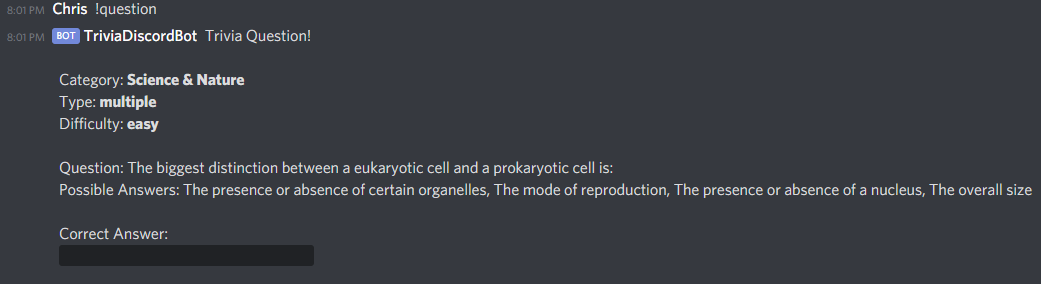 8:01 PM Chris !question
8:01 PM BOT TriviaDiscordBot Trivia Question!
Category: Science & Nature
Type: multiple
Difficulty: easy
Question: The biggest distinction between a eukaryotic cell and a prokaryotic cell is:
Possible Answers: The presence or absence of certain organelles, The mode of reproduction, The presence or absence of a nucleus, The overall size
Correct Answer: